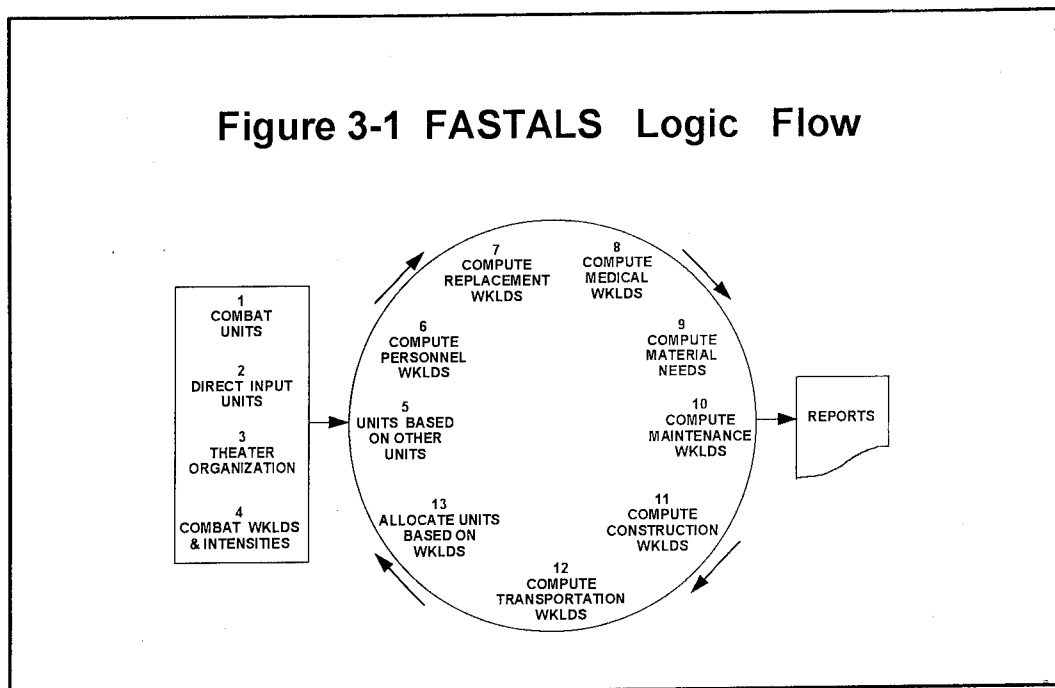 Figure 3-1 FASTALS Logic Flow
1
COMBAT
UNITS
2
DIRECT INPUT
UNITS
3
THEATER
ORGANIZATION
4
COMBAT WKLDS
& INTENSITIES
5
UNITS BASED
ON OTHER
UNITS
6
COMPUTE
PERSONNEL
WKLDS
7
COMPUTE
REPLACEMENT
WKLDS
8
COMPUTE
MEDICAL
WKLDS
9
COMPUTE
MATERIAL
NEEDS
10
COMPUTE
MAINTENANCE
WKLDS
11
COMPUTE
CONSTRUCTION
WKLDS
12
COMPUTE
TRANSPORTATION
WKLDS
13
ALLOCATE UNITS
BASED ON
WKLDS
REPORTS